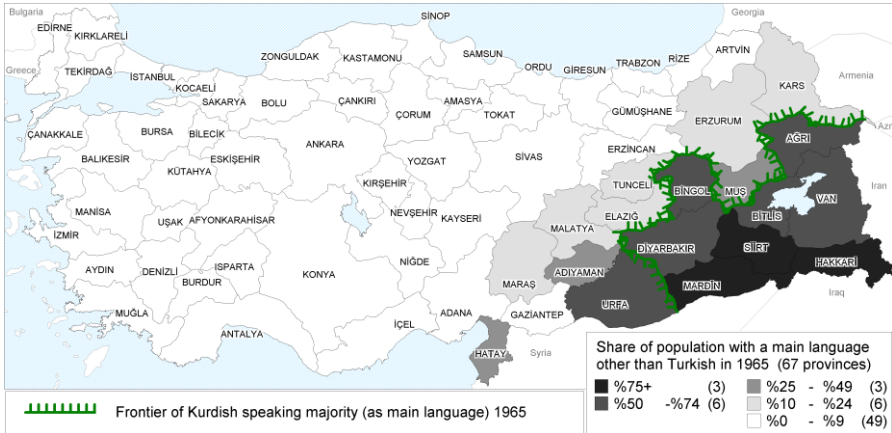 Bulgaria
Georgia
EDİRNE
KIRKLARELİ
SİNOP
ARTVİN
ZONGULDAK
KASTAMONU
SAMSUN
RİZE
TRABZON
ORDU
GİRESUN
Greece
TEKİRDAĞ
İSTANBUL
KOCAELİ
SAKARYA
BOLU
ÇANKIRI
AMASYA
TOKAT
KARS
Armenia
ÇORUM
GÜMÜŞHANE
ERZURUM
Az
ÇANAKKALE
BURSA
BİLECİK
ANKARA
AĞRI
BALIKESİR
ESKİŞEHİR
YOZGAT
SİVAS
ERZİNCAN
KÜTAHYA
Iran
KIRŞEHİR
TUNCELİ
BİNGOL
MUŞ
VAN
MANİSA
UŞAK
AFYONKARAHISAR
NEVŞEHİR
KAYSERİ
ELAZIĞ
BİTLİS
İZMİR
MALATYA
DİYARBAKIR
SİİRT
AYDIN
DENİZLİ
ISPARTA
KONYA
NİĞDE
ADIYAMAN
HAKKARİ
BURDUR
MARAŞ
MARDİN
Iraq
MUĞLA
URFA
ANTALYA
İÇEL
ADANA
GAZİANTEP
HATAY
Syria
Share of population with a main language
other than Turkish in 1965 (67 provinces)
%75+ (3) %25 - %49 (3)
%50 -%74 (6) %10 - %24 (6)
%0 - %9 (49)
Frontier of Kurdish speaking majority (as main language) 1965